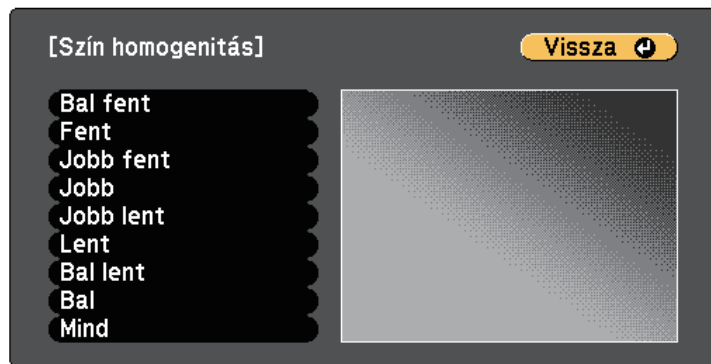 [Szín homogenitás]
Vissza
Bal fent
Fent
Jobb fent
Jobb
Jobb lent
Lent
Bal lent
Bal
Mind